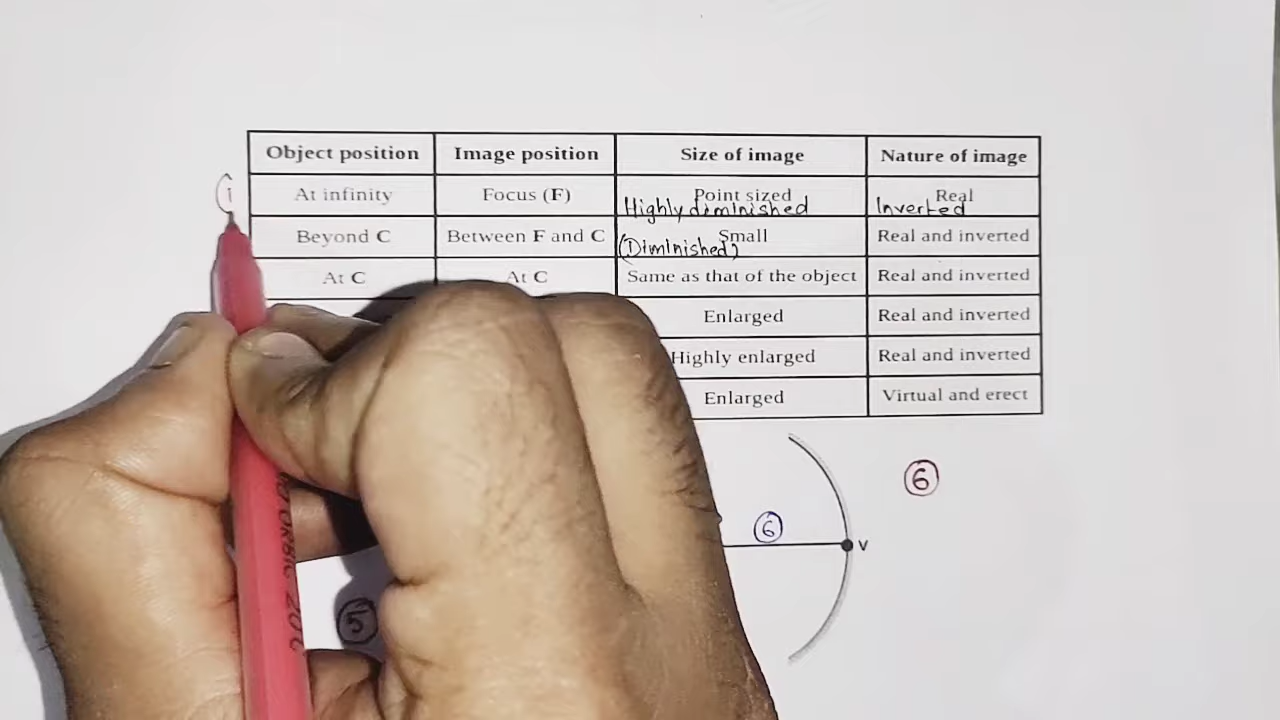 Object position Image position Size of image Nature of image
1 At infinity Focus (F) Point sized Real
Highly diminished Inverted
Beyond C Between F and C Small Real and inverted
(Diminished)
At C At C Same as that of the object Real and inverted
Enlarged Real and inverted
Highly enlarged Real and inverted
Enlarged Virtual and erect
6
6
V
5